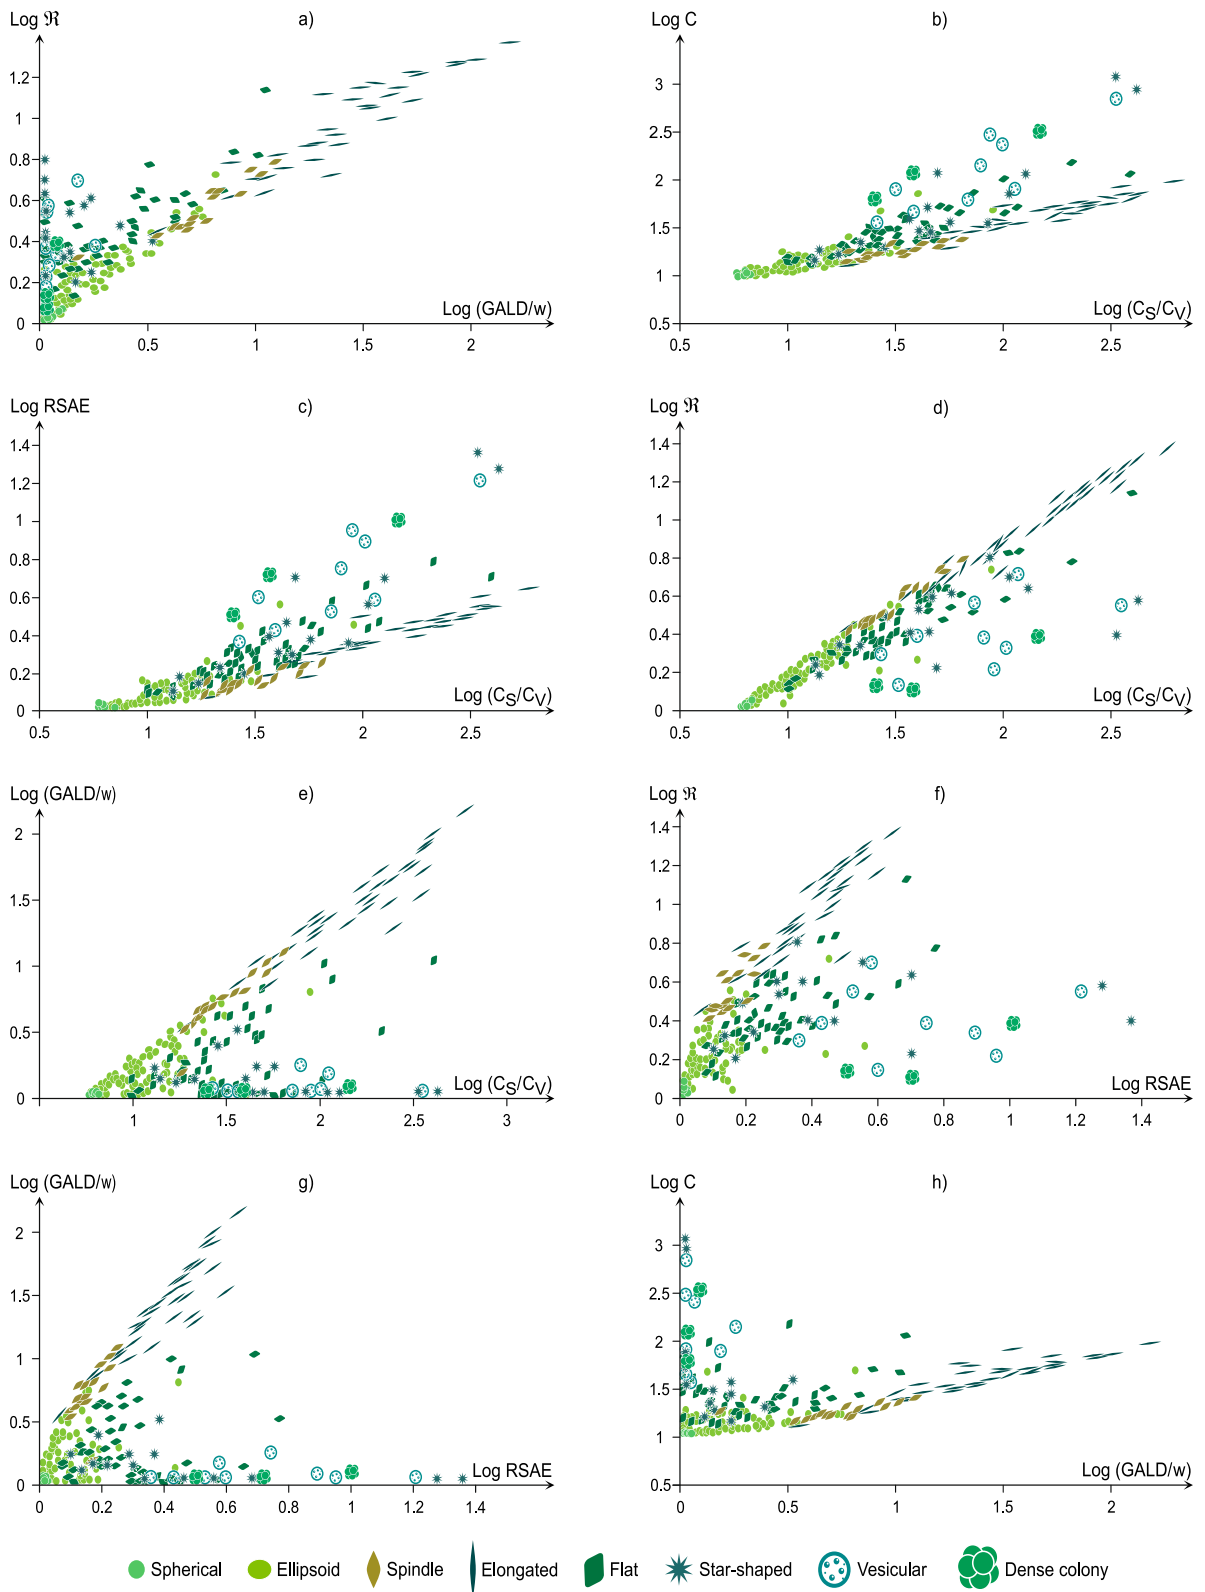 Log ℜ a)
1.2
1
0.8
0.6
0.4
0.2
0
Log (GALD/w)
0 0.5 1 1.5 2
Log C b)
3
2.5
2
1.5
1
0.5
Log (CS/CV)
0.5 1 1.5 2 2.5
Log RSAE c)
1.4
1.2
1
0.8
0.6
0.4
0.2
0
Log (CS/CV)
0.5 1 1.5 2 2.5
Log ℜ d)
1.4
1.2
1
0.8
0.6
0.4
0.2
0
Log (CS/CV)
0.5 1 1.5 2 2.5
Log (GALD/w) e)
2
1.5
1
0.5
0
Log (CS/CV)
1 1.5 2 2.5 3
Log ℜ f)
1.4
1.2
1
0.8
0.6
0.4
0.2
0
Log RSAE
0 0.2 0.4 0.6 0.8 1 1.2 1.4
Log (GALD/w) g)
2
1.5
1
0.5
0
Log RSAE
0 0.2 0.4 0.6 0.8 1 1.2 1.4
Log C h)
3
2.5
2
1.5
1
0.5
Log (GALD/w)
0 0.5 1 1.5 2
Spherical Ellipsoid Spindle Elongated Flat Star-shaped Vesicular Dense colony